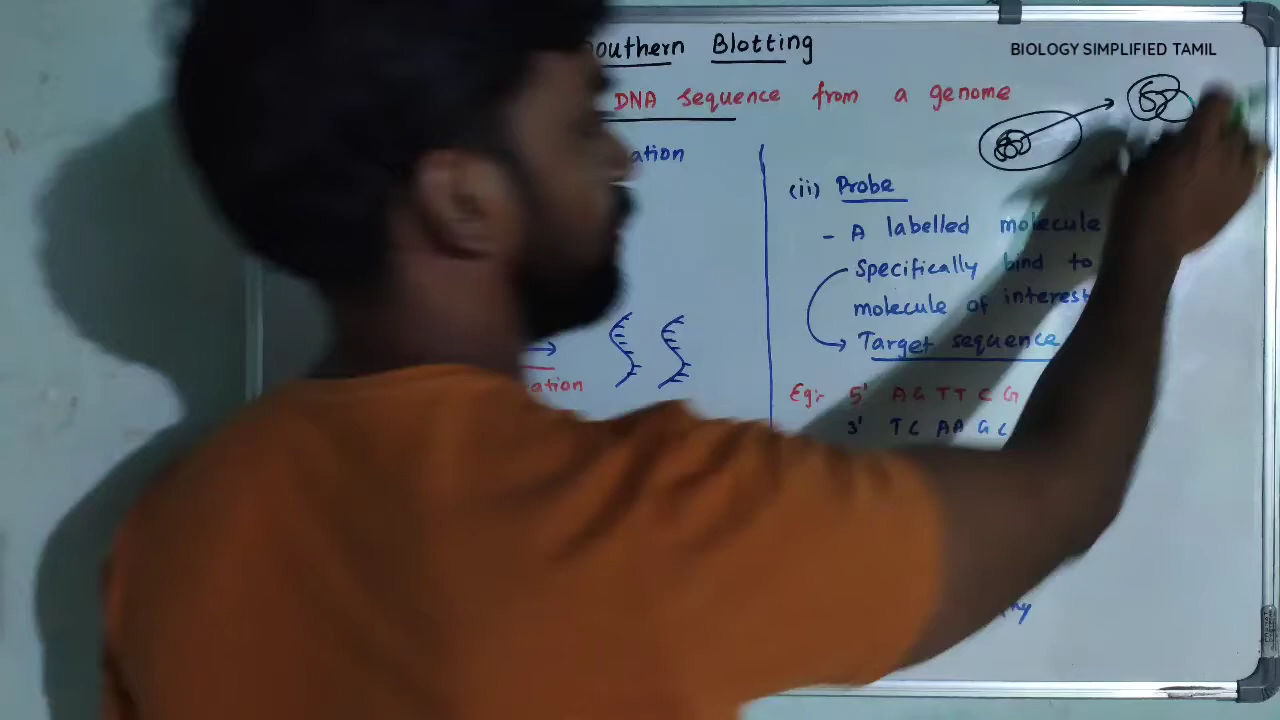 Southern Blotting
BIOLOGY SIMPLIFIED TAMIL
DNA sequence from a genome
ation
(ii) Probe
- A labelled molecule
Specifically bind to
molecule of interest
Target sequence
ation
Eg:- 5' A G T T C G
3' T C A A G C